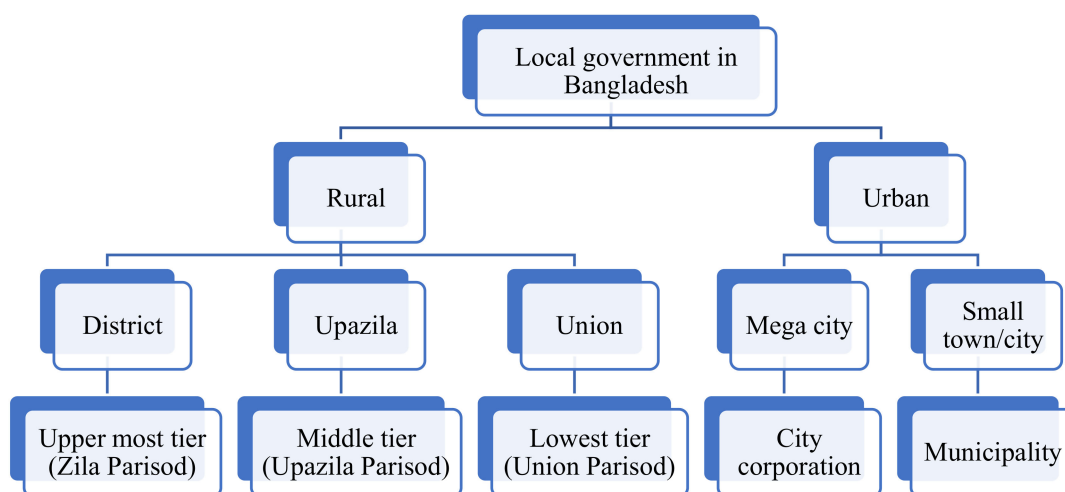 Local government in
Bangladesh
Rural
Urban
District
Upazila
Union
Mega city
Small
town/city
Upper most tier
(Zila Parisod)
Middle tier
(Upazila Parisod)
Lowest tier
(Union Parisod)
City
corporation
Municipality